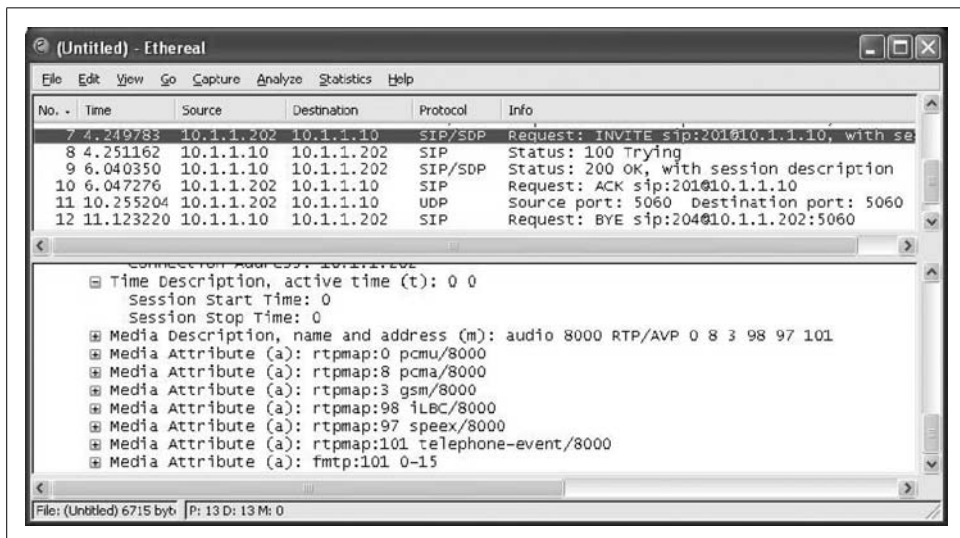 (Untitled) - Ethereal
File Edit View Go Capture Analyze Statistics Help
No. - Time Source Destination Protocol Info
7 4.249783 10.1.1.202 10.1.1.10 SIP/SDP Request: INVITE sip:201@10.1.1.10, with se
8 4.251162 10.1.1.10 10.1.1.202 SIP Status: 100 Trying
9 6.040350 10.1.1.10 10.1.1.202 SIP/SDP Status: 200 OK, with session description
10 6.047276 10.1.1.202 10.1.1.10 SIP Request: ACK sip:201@10.1.1.10
11 10.255204 10.1.1.202 10.1.1.10 UDP Source port: 5060 Destination port: 5060
12 11.123220 10.1.1.10 10.1.1.202 SIP Request: BYE sip:204@10.1.1.202:5060
Connection Address: 10.1.1.202
Time Description, active time (t): 0 0
Session Start Time: 0
Session Stop Time: 0
Media Description, name and address (m): audio 8000 RTP/AVP 0 8 3 98 97 101
Media Attribute (a): rtpmap:0 pcmu/8000
Media Attribute (a): rtpmap:8 pcma/8000
Media Attribute (a): rtpmap:3 gsm/8000
Media Attribute (a): rtpmap:98 iLBC/8000
Media Attribute (a): rtpmap:97 speex/8000
Media Attribute (a): rtpmap:101 telephone-event/8000
Media Attribute (a): fmtp:101 0-15
File: (Untitled) 6715 byt P: 13 D: 13 M: 0